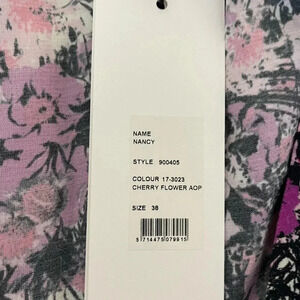 NAME
NANCY
STYLE 900405
COLOUR 17-3023
CHERRY FLOWER AOP
SIZE 38
5714475079915